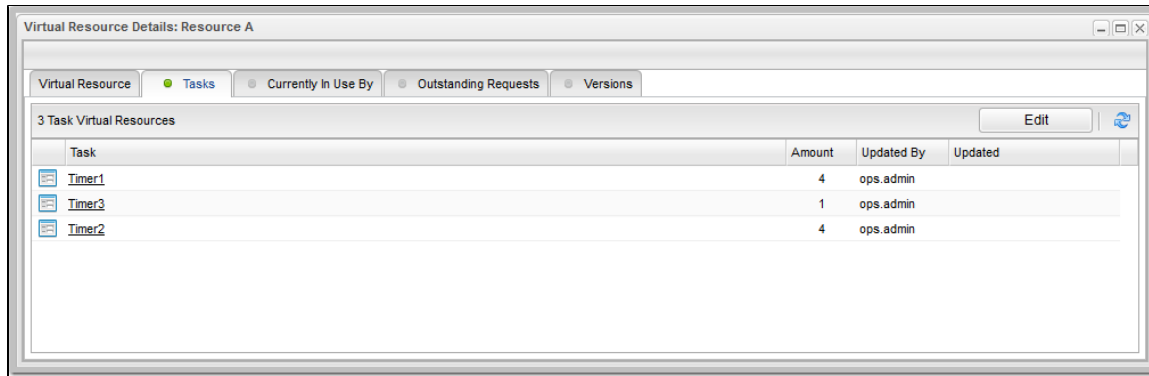 Virtual Resource Details: Resource A
Virtual Resource Tasks Currently In Use By Outstanding Requests Versions
3 Task Virtual Resources Edit
Task Amount Updated By Updated
Timer1 4 ops.admin
Timer3 1 ops.admin
Timer2 4 ops.admin